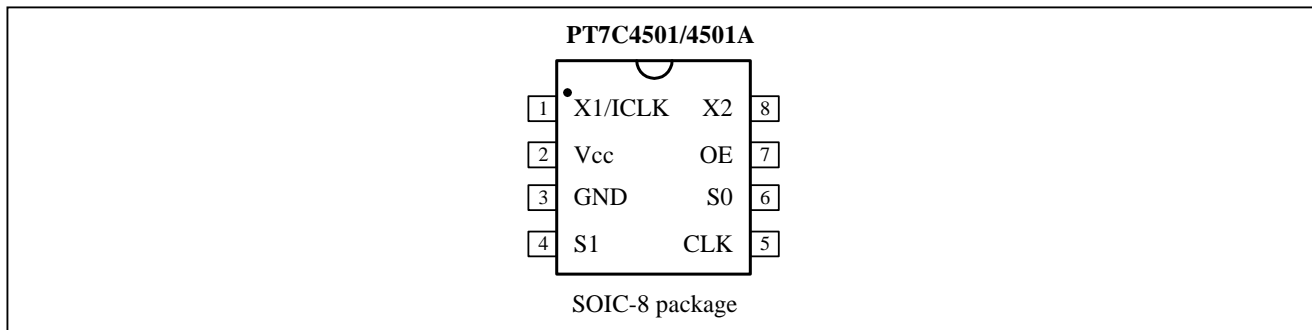 PT7C4501/4501A
1 X1/ICLK X2 8
2 Vcc OE 7
3 GND S0 6
4 S1 CLK 5
SOIC-8 package